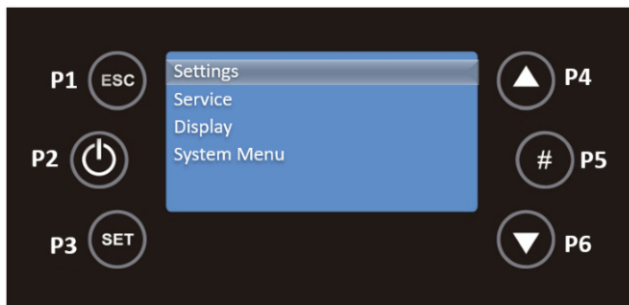 P1 ESC
Settings
Service
Display
System Menu
P2
P3 SET
P4
# P5
P6